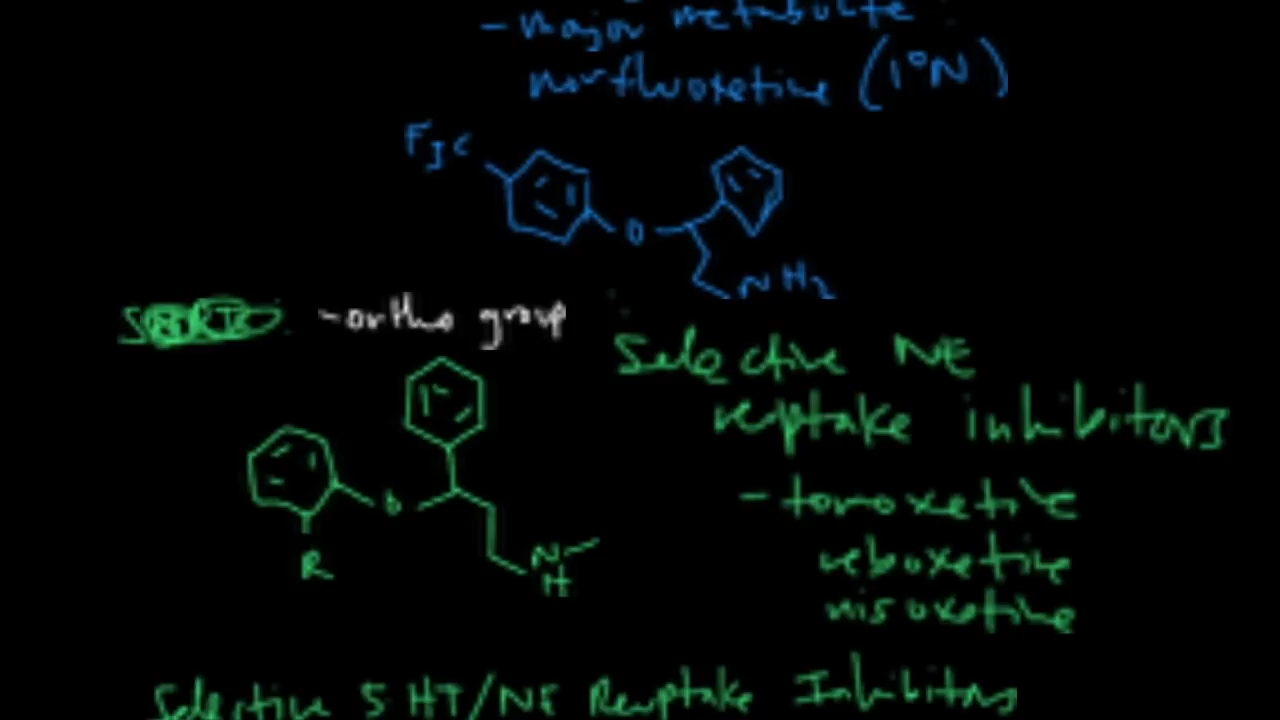 - major metabolite
norfluoxetine (1°N)
F3C
O
NH2
- ortho group
Selective NE
reuptake inhibitors
O
R
N
H
- tomoxetine
reboxetine
nisoxetine
Selective 5HT/NE Reuptake Inhibitors